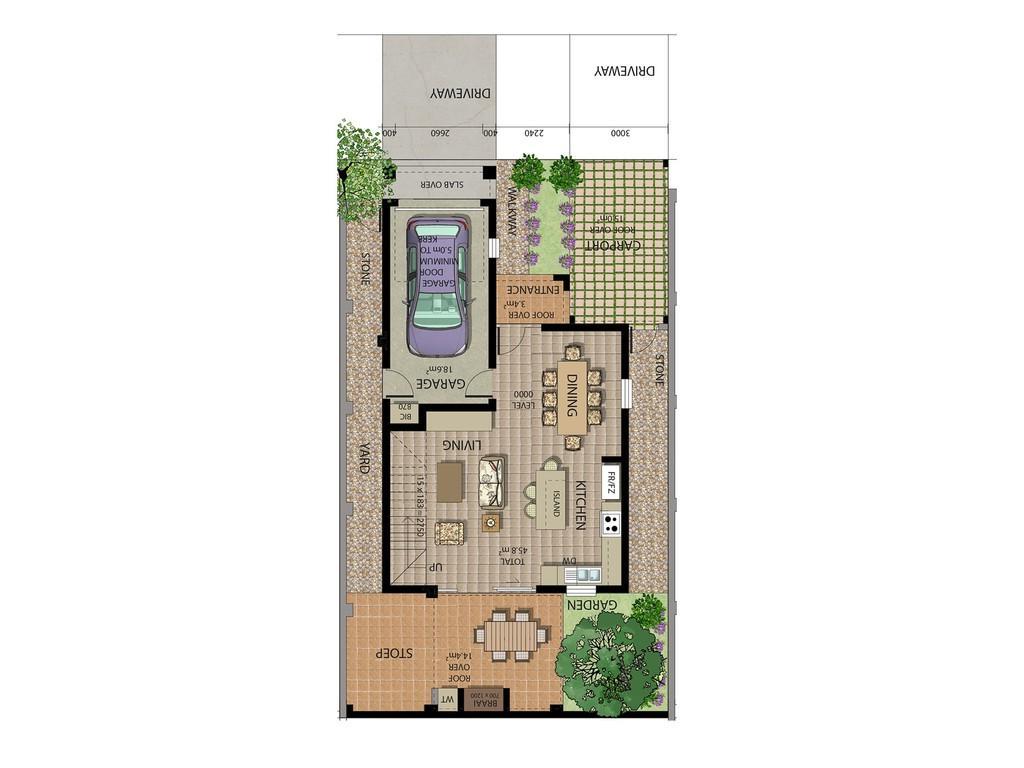 DRIVEWAY
DRIVEWAY
400
2660
400
2240
3000
SLAB OVER
WALKWAY
STONE
GARAGE
DOOR
MINIMUM
5.0m TO
KERB
CARPORT
ROOF OVER
15.0m²
ENTRANCE
3.4m²
ROOF OVER
GARAGE
18.6m²
STONE
BIC
870
LEVEL
0000
DINING
LIVING
YARD
15 x 183 = 2750
UP
FR/FZ
KITCHEN
ISLAND
TOTAL
45.8 m²
DW
GARDEN
STOEP
ROOF
OVER
14.4m²
WT
BRAAI
700 x 1200